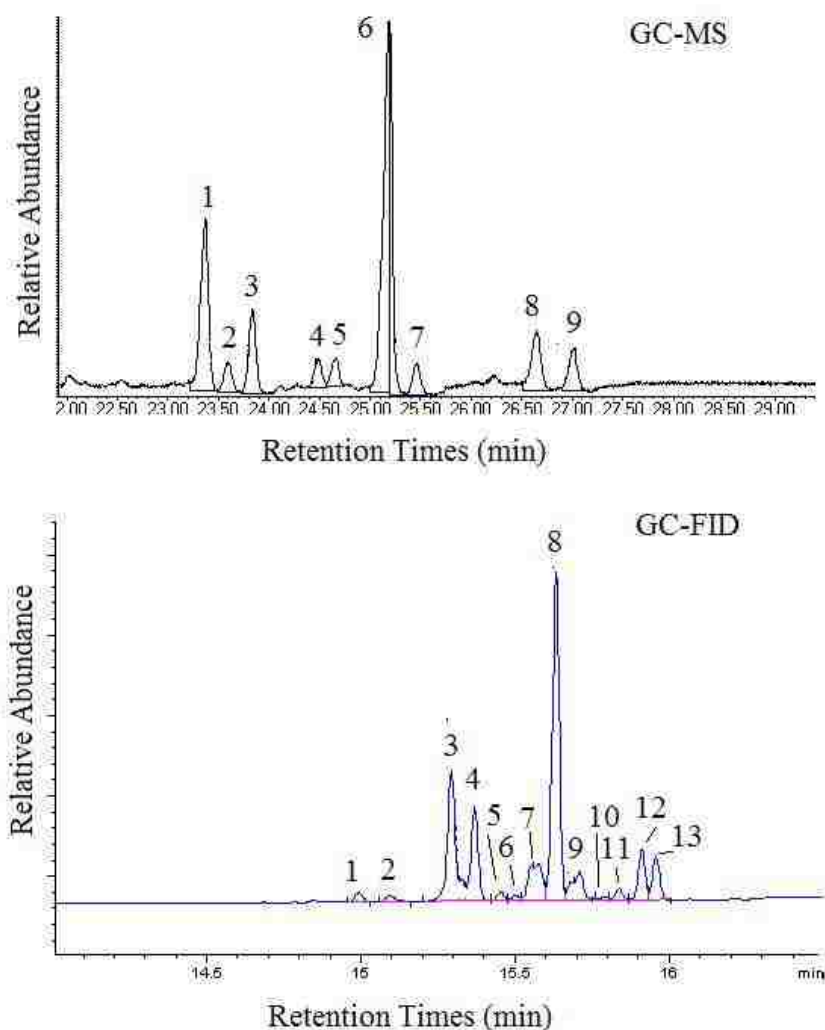 GC-MS
6
1
3
2
4 5
7
8
9
Relative Abundance
2.00 22.50 23.00 23.50 24.00 24.50 25.00 25.50 26.00 26.50 27.00 27.50 28.00 28.50 29.00
Retention Times (min)
GC-FID
8
3
4
5
6
7
9
10
11
12
13
1 2
Relative Abundance
14.5 15 15.5 16 min
Retention Times (min)